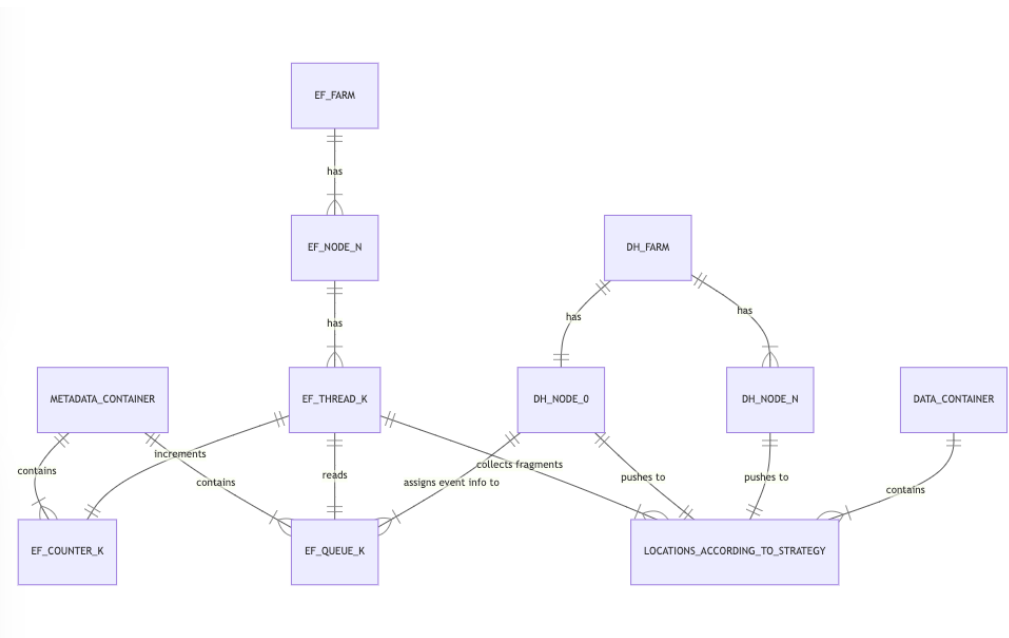 EF_FARM
has
EF_NODE_N
DH_FARM
has
has
has
METADATA_CONTAINER
EF_THREAD_K
DH_NODE_0
DH_NODE_N
DATA_CONTAINER
increments
collects fragments
contains
reads
pushes to
pushes to
contains
assigns event info to
contains
EF_COUNTER_K
EF_QUEUE_K
LOCATIONS_ACCORDING_TO_STRATEGY